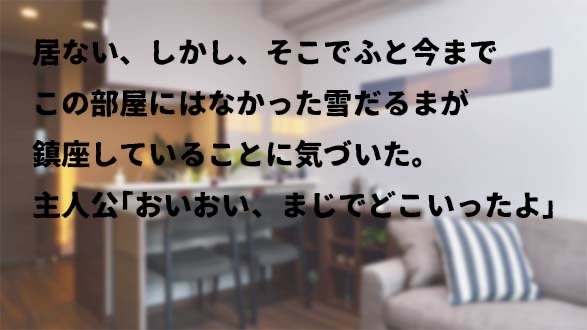 居ない、しかし、そこでふと今まで
この部屋にはなかった雪だるまが
鎮座していることに気づいた。
主人公｢おいおい、まじでどこいったよ｣